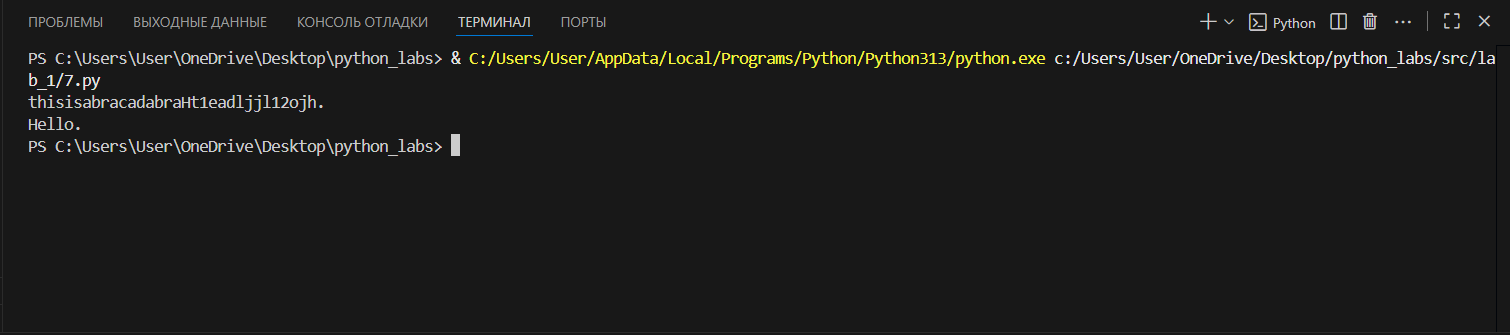 ПРОБЛЕМЫ ВЫХОДНЫЕ ДАННЫЕ КОНСОЛЬ ОТЛАДКИ ТЕРМИНАЛ ПОРТЫ Python
PS C:\Users\User\OneDrive\Desktop\python_labs> & C:/Users/User/AppData/Local/Programs/Python/Python313/python.exe c:/Users/User/OneDrive/Desktop/python_labs/src/la
b_1/7.py
thisisabracadabraHt1eadljjl12ojh.
Hello.
PS C:\Users\User\OneDrive\Desktop\python_labs>